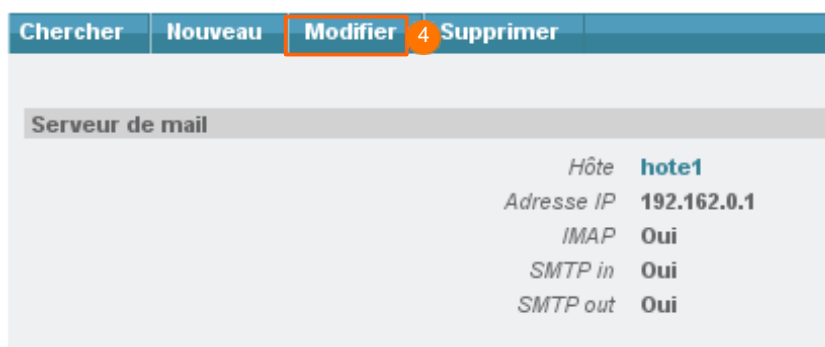 Chercher Nouveau Modifier 4 Supprimer
Serveur de mail
Hôte hote1
Adresse IP 192.162.0.1
IMAP Oui
SMTP in Oui
SMTP out Oui